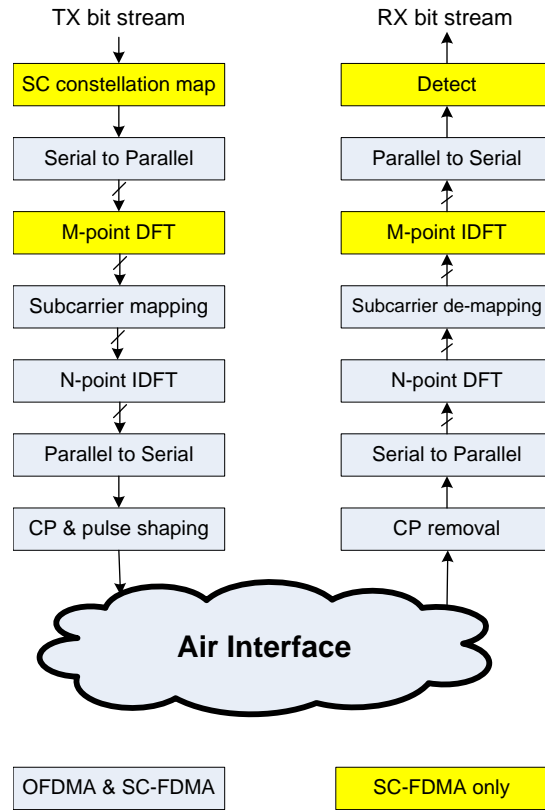 TX bit stream
SC constellation map
Serial to Parallel
M-point DFT
Subcarrier mapping
N-point IDFT
Parallel to Serial
CP & pulse shaping
RX bit stream
Detect
Parallel to Serial
M-point IDFT
Subcarrier de-mapping
N-point DFT
Serial to Parallel
CP removal
Air Interface
OFDMA & SC-FDMA
SC-FDMA only